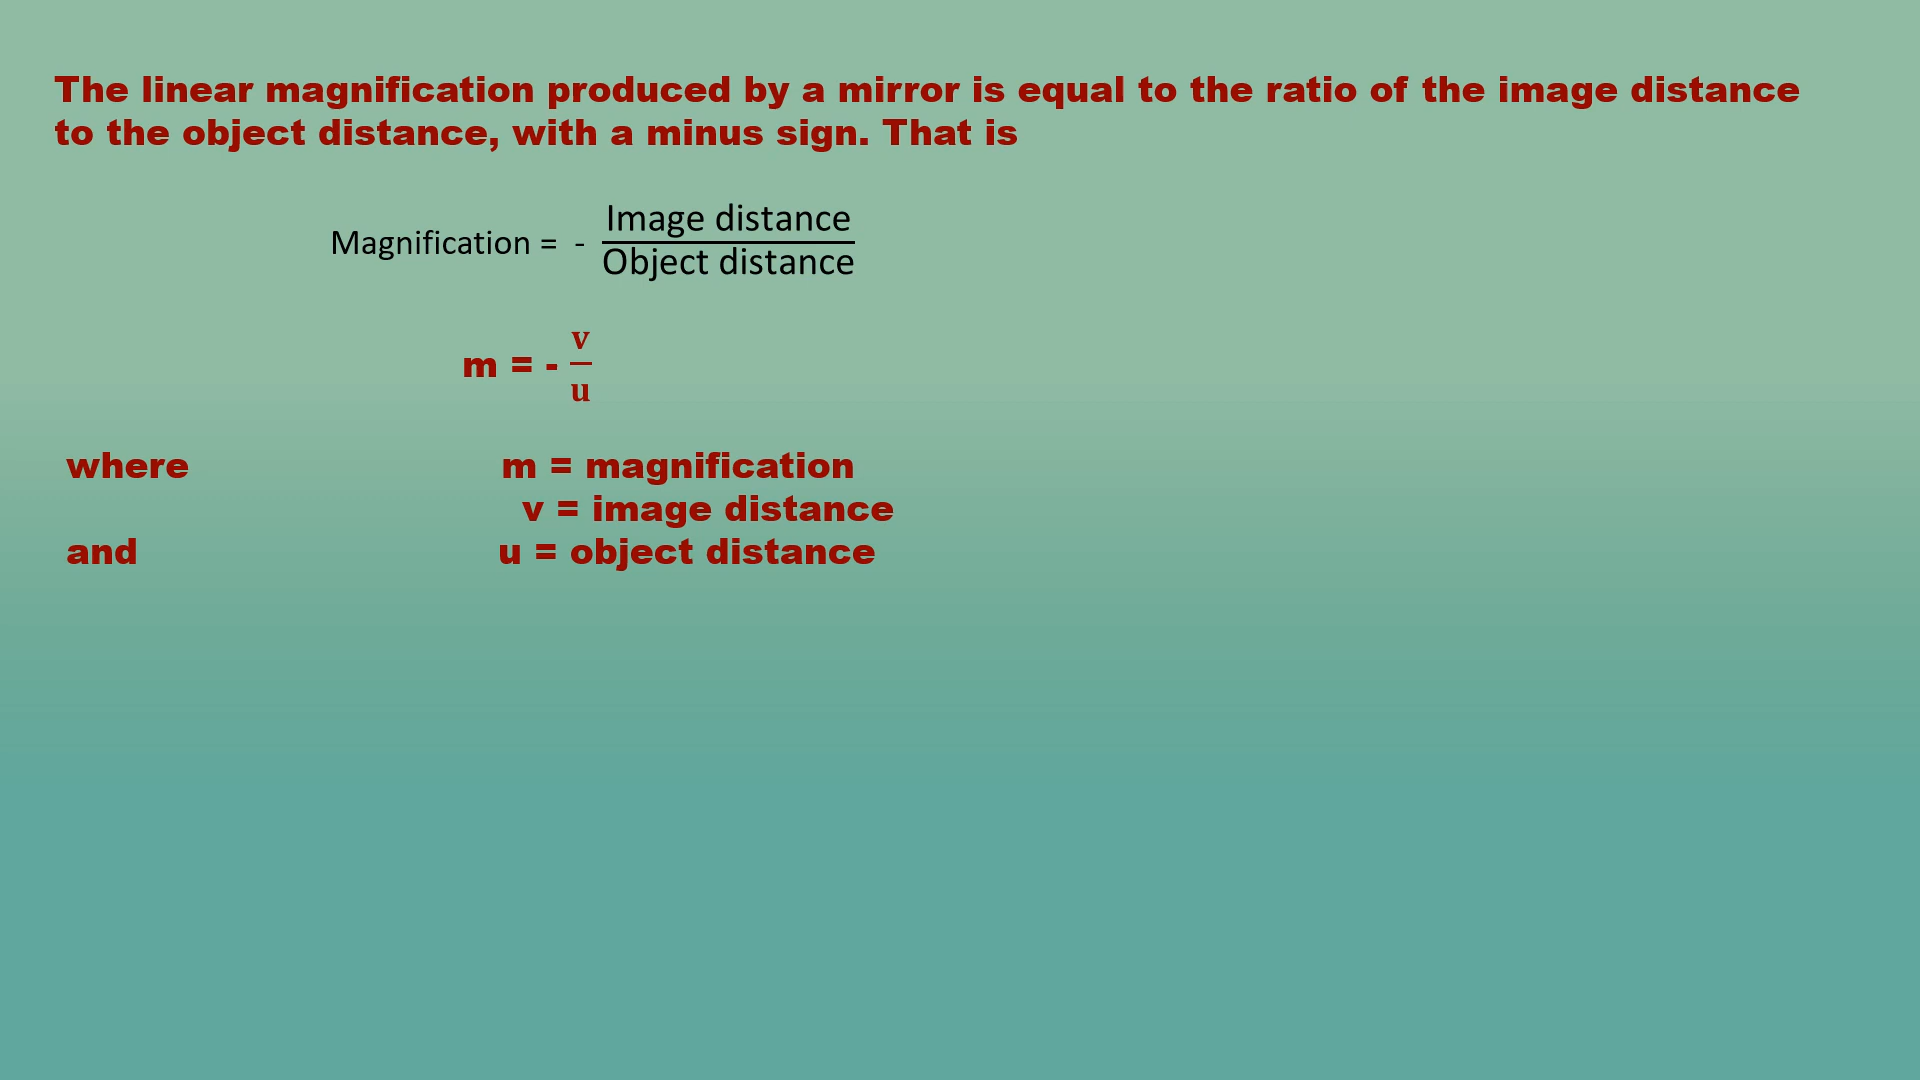 The linear magnification produced by a mirror is equal to the ratio of the image distance
to the object distance, with a minus sign. That is
Magnification = - Image distance
Object distance
m = - v
u
where m = magnification
v = image distance
and u = object distance